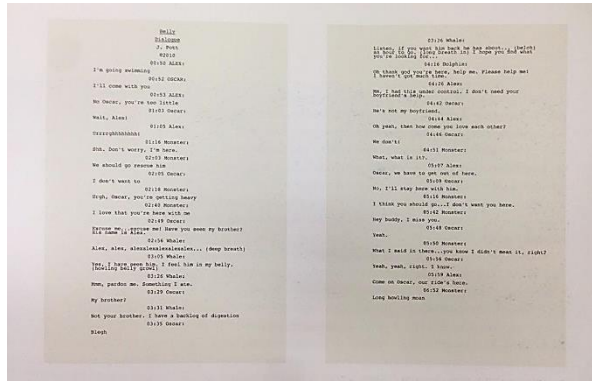 Belly
Dialogue
J. Pott
©2010
00:50 ALEX:
I'm going swimming
00:52 OSCAR:
I'll come with you
00:53 ALEX:
No Oscar, you're too little
01:03 Oscar:
Wait, Alex!
01:05 Alex:
01:16 Monster:
Shh. Don't worry, I'm here.
02:03 Monster:
We should go rescue him
02:05 Oscar:
I don't want to
02:18 Monster:
Urgh, Oscar, you're getting heavy
02:40 Monster:
I love that you're here with me
02:49 Oscar:
Excuse me...excuse me! Have you seen my brother?
His name is Alex.
02:56 Whale:
Alex, alex, alexalexalexalexalex... (deep breath)
03:05 Whale:
Yes, I have seen him. I feel him in my belly.
(howling belly growl)
03:26 Whale:
Mmm, pardon me. Something I ate.
03:29 Oscar:
My brother?
03:31 Whale:
Not your brother. I have a backlog of digestion
03:35 Oscar:
Blegh
03:36 Whale:
Listen, if you want him back he has about... (belch)
an hour to go. (long breath in) I hope you find what
you're looking for...
04:16 Dolphin:
Oh thank god you're here, help me. Please help me!
I haven't got much time.
04:26 Alex:
No, I had this under control. I don't need your
boyfriend's help.
04:42 Oscar:
He's not my boyfriend.
04:44 Alex:
Oh yeah, then how come you love each other?
04:46 Oscar:
We don't!
04:51 Monster:
What, what is it?.
05:07 Alex:
Oscar, we have to get out of here.
05:09 Oscar:
No, I'll stay here with him.
05:16 Monster:
I think you should go...I don't want you here.
05:42 Monster:
Hey buddy, I miss you.
05:48 Oscar:
Yeah.
05:50 Monster:
What I said in there...you know I didn't mean it, right?
05:56 Oscar:
Yeah, yeah, right. I know.
05:59 Alex:
Come on Oscar, our ride's here.
06:52 Monster:
Long howling moan